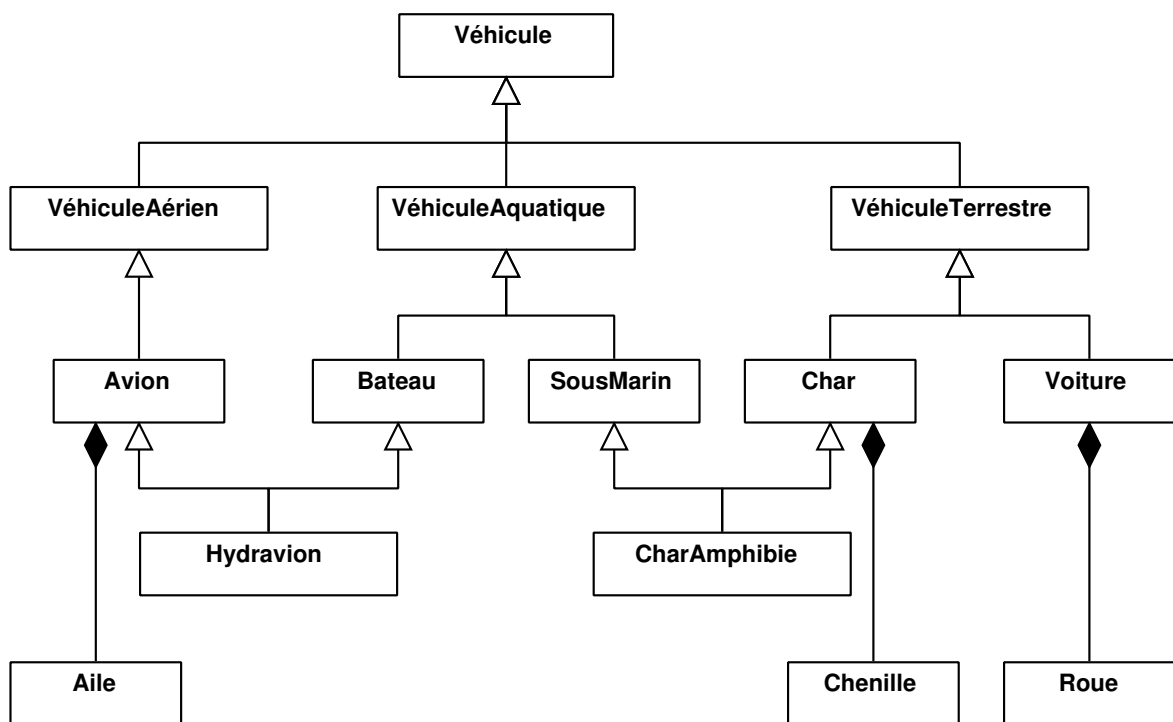 Véhicule
VéhiculeAérien
VéhiculeAquatique
VéhiculeTerrestre
Avion
Bateau
SousMarin
Char
Voiture
Hydravion
CharAmphibie
Aile
Chenille
Roue